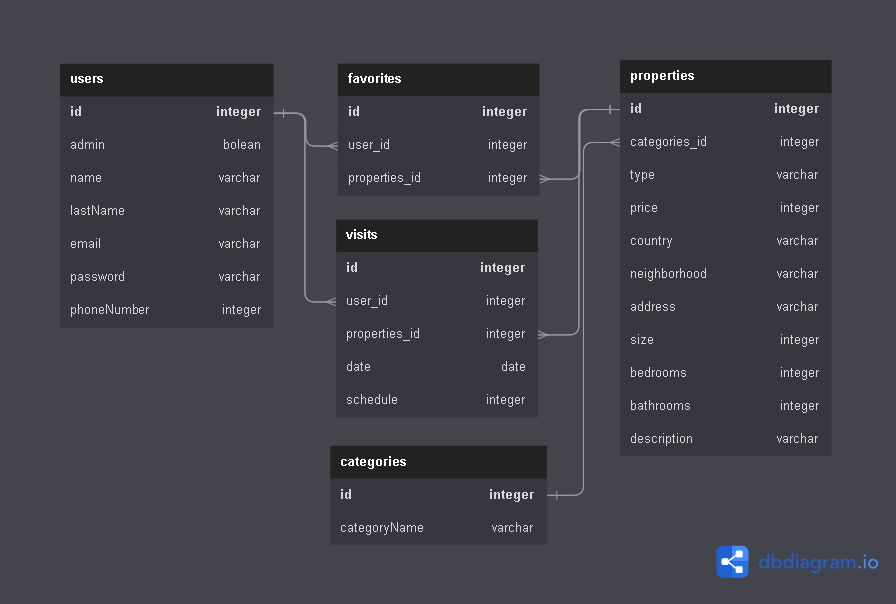 users
id integer
admin bolean
name varchar
lastName varchar
email varchar
password varchar
phoneNumber integer
favorites
id integer
user_id integer
properties_id integer
visits
id integer
user_id integer
properties_id integer
date date
schedule integer
categories
id integer
categoryName varchar
properties
id integer
categories_id integer
type varchar
price integer
country varchar
neighborhood varchar
address varchar
size integer
bedrooms integer
bathrooms integer
description varchar
dbdiagram.io